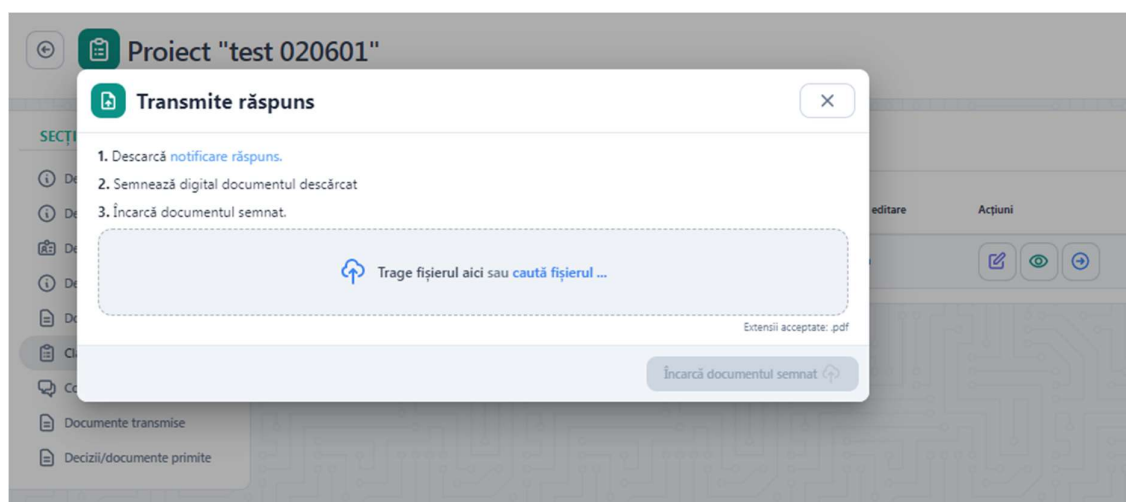 Proiect "test 020601"
Transmite răspuns
SECȚI
1. Descarcă notificare răspuns.
2. Semnează digital documentul descărcat
3. Încarcă documentul semnat.
editare
Acțiuni
Trage fișierul aici sau caută fișierul ...
Extensii acceptate: .pdf
Încarcă documentul semnat
Documente transmise
Decizii/documente primite